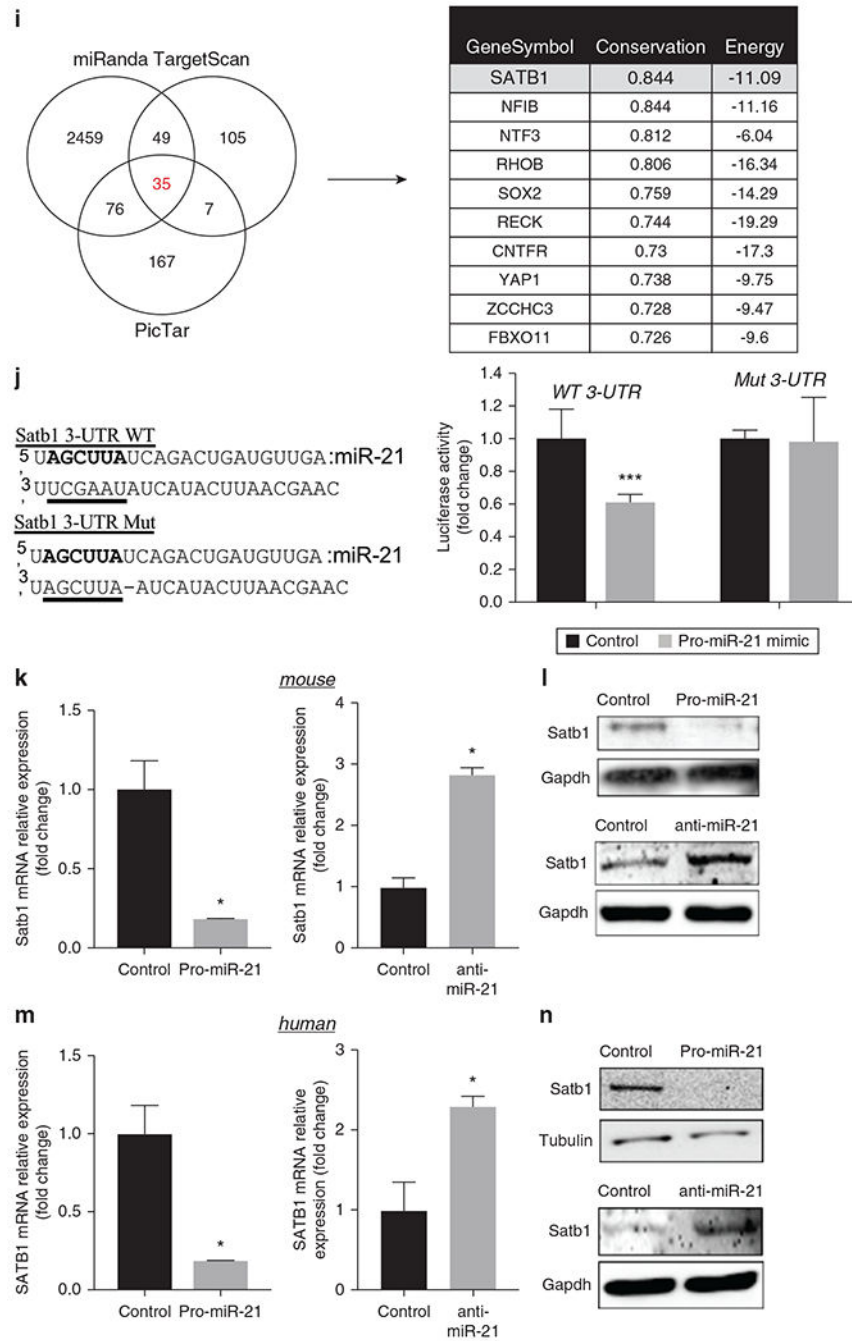 i
miRanda TargetScan
2459 49 105
35
76 7
167
PicTar
GeneSymbol Conservation Energy
SATB1 0.844 -11.09
NFIB 0.844 -11.16
NTF3 0.812 -6.04
RHOB 0.806 -16.34
SOX2 0.759 -14.29
RECK 0.744 -19.29
CNTFR 0.73 -17.3
YAP1 0.738 -9.75
ZCCHC3 0.728 -9.47
FBXO11 0.726 -9.6
j
Satb1 3-UTR WT
5, UAGCUUAUCAGACUGAUGUUGA:miR-21
3, UUCGAAUAUCAUACUUAACGAAC
Satb1 3-UTR Mut
5, UAGCUUAUCAGACUGAUGUUGA :miR-21
3, UAGCUUA–AUCAUACUUAACGAAC
Luciferase activity
(fold change)
1.4
1.2
1.0
0.8
0.6
0.4
0.2
0.0
WT 3-UTR
Mut 3-UTR
***
Control Pro-miR-21 mimic
k
mouse
Satb1 mRNA relative expression
(fold change)
1.5
1.0
0.5
0.0
*
Control Pro-miR-21
Satb1 mRNA relative expression
(fold change)
4
3
2
1
0
*
Control anti-
miR-21
l
Control Pro-miR-21
Satb1
Gapdh
Control anti-miR-21
Satb1
Gapdh
m
human
SATB1 mRNA relative expression
(fold change)
1.5
1.0
0.5
0.0
*
Control Pro-miR-21
SATB1 mRNA relative
expression (fold change)
3
2
1
0
*
Control anti-
miR-21
n
Control Pro-miR-21
Satb1
Tubulin
Control anti-miR-21
Satb1
Gapdh